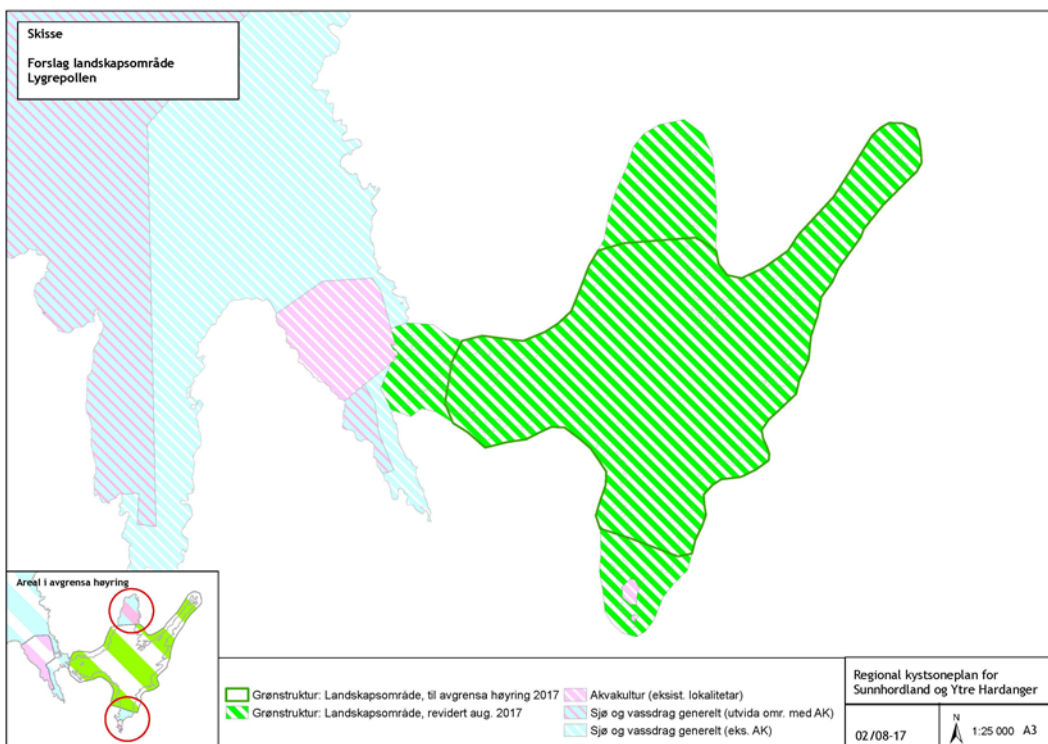 Skisse
Forslag landskapsområde
Lygrepollen
Areal i avgrensa høyring
Grønstruktur: Landskapsområde, til avgrensa høyring 2017
Grønstruktur: Landskapsområde, revidert aug. 2017
Akvakultur (eksist. lokalitetar)
Sjø og vassdrag generelt (utvida omr. med AK)
Sjø og vassdrag generelt (eks. AK)
Regional kystsoneplan for
Sunnhordland og Ytre Hardanger
02/08-17
N
1:25 000 A3